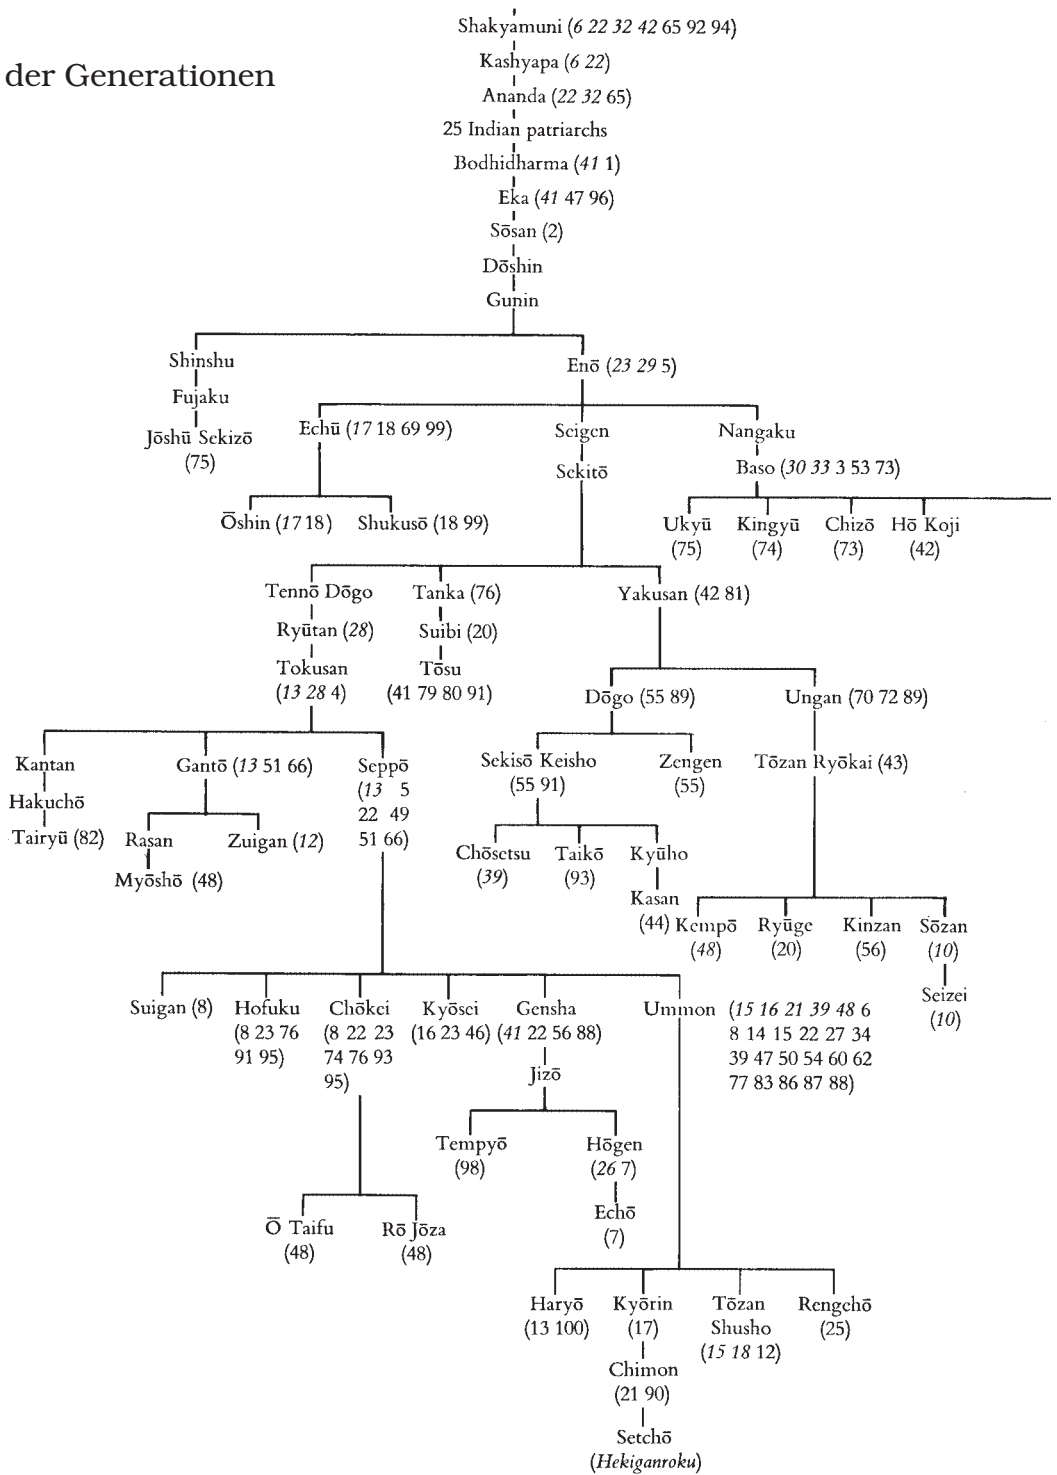 Shakyamuni (6 22 32 42 65 92 94)
der Generationen
Kashyapa (6 22)
Ananda (22 32 65)
25 Indian patriarchs
Bodhidharma (41 1)
Eka (41 47 96)
Sōsan (2)
Dōshin
Gunin
Shinshu
Enō (23 29 5)
Fujaku
Jōshū Sekizō
(75)
Echū (17 18 69 99)
Seigen
Nangaku
Sekitō
Baso (30 33 3 53 73)
Ōshin (17 18)
Shukusō (18 99)
Ukyū
(75)
Kingyū
(74)
Chizō
(73)
Hō Koji
(42)
Tennō Dōgo
Tanka (76)
Yakusan (42 81)
Ryūtan (28)
Suibi (20)
Tokusan
(13 28 4)
Tōsu
(41 79 80 91)
Dōgo (55 89)
Ungan (70 72 89)
Kantan
Gantō (13 51 66)
Seppō
(13 5
22 49
51 66)
Sekisō Keisho
(55 91)
Zengen
(55)
Tōzan Ryōkai (43)
Hakuchō
Tairyū (82)
Rasan
Zuigan (12)
Myōshō (48)
Chōsetsu
(39)
Taikō
(93)
Kyūho
Kasan
(44)
Kempō
(48)
Ryūge
(20)
Kinzan
(56)
Sōzan
(10)
Seizei
(10)
Suigan (8)
Hofuku
(8 23 76
91 95)
Chōkei
(8 22 23
74 76 93
95)
Kyōsei
(16 23 46)
Gensha
(41 22 56 88)
Ummon
(15 16 21 39 48 6
8 14 15 22 27 34
39 47 50 54 60 62
77 83 86 87 88)
Jizō
Tempyō
(98)
Hōgen
(26 7)
Echō
(7)
Ō Taifu
(48)
Rō Jōza
(48)
Haryō
(13 100)
Kyōrin
(17)
Tōzan
Shusho
(15 18 12)
Rengehō
(25)
Chimon
(21 90)
Setchō
(Hekiganroku)